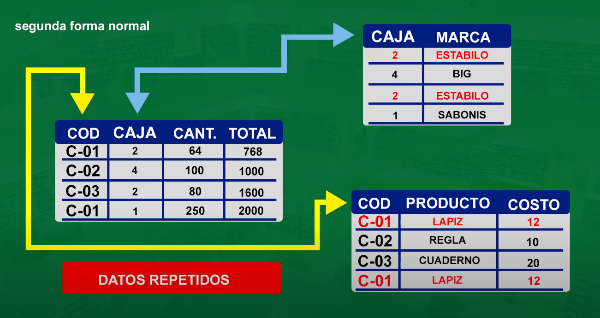 segunda forma normal
CAJA MARCA
2 ESTABILO
4 BIG
2 ESTABILO
1 SABONIS
COD CAJA CANT. TOTAL
C-01 2 64 768
C-02 4 100 1000
C-03 2 80 1600
C-01 1 250 2000
COD PRODUCTO COSTO
C-01 LAPIZ 12
C-02 REGLA 10
C-03 CUADERNO 20
C-01 LAPIZ 12
DATOS REPETIDOS